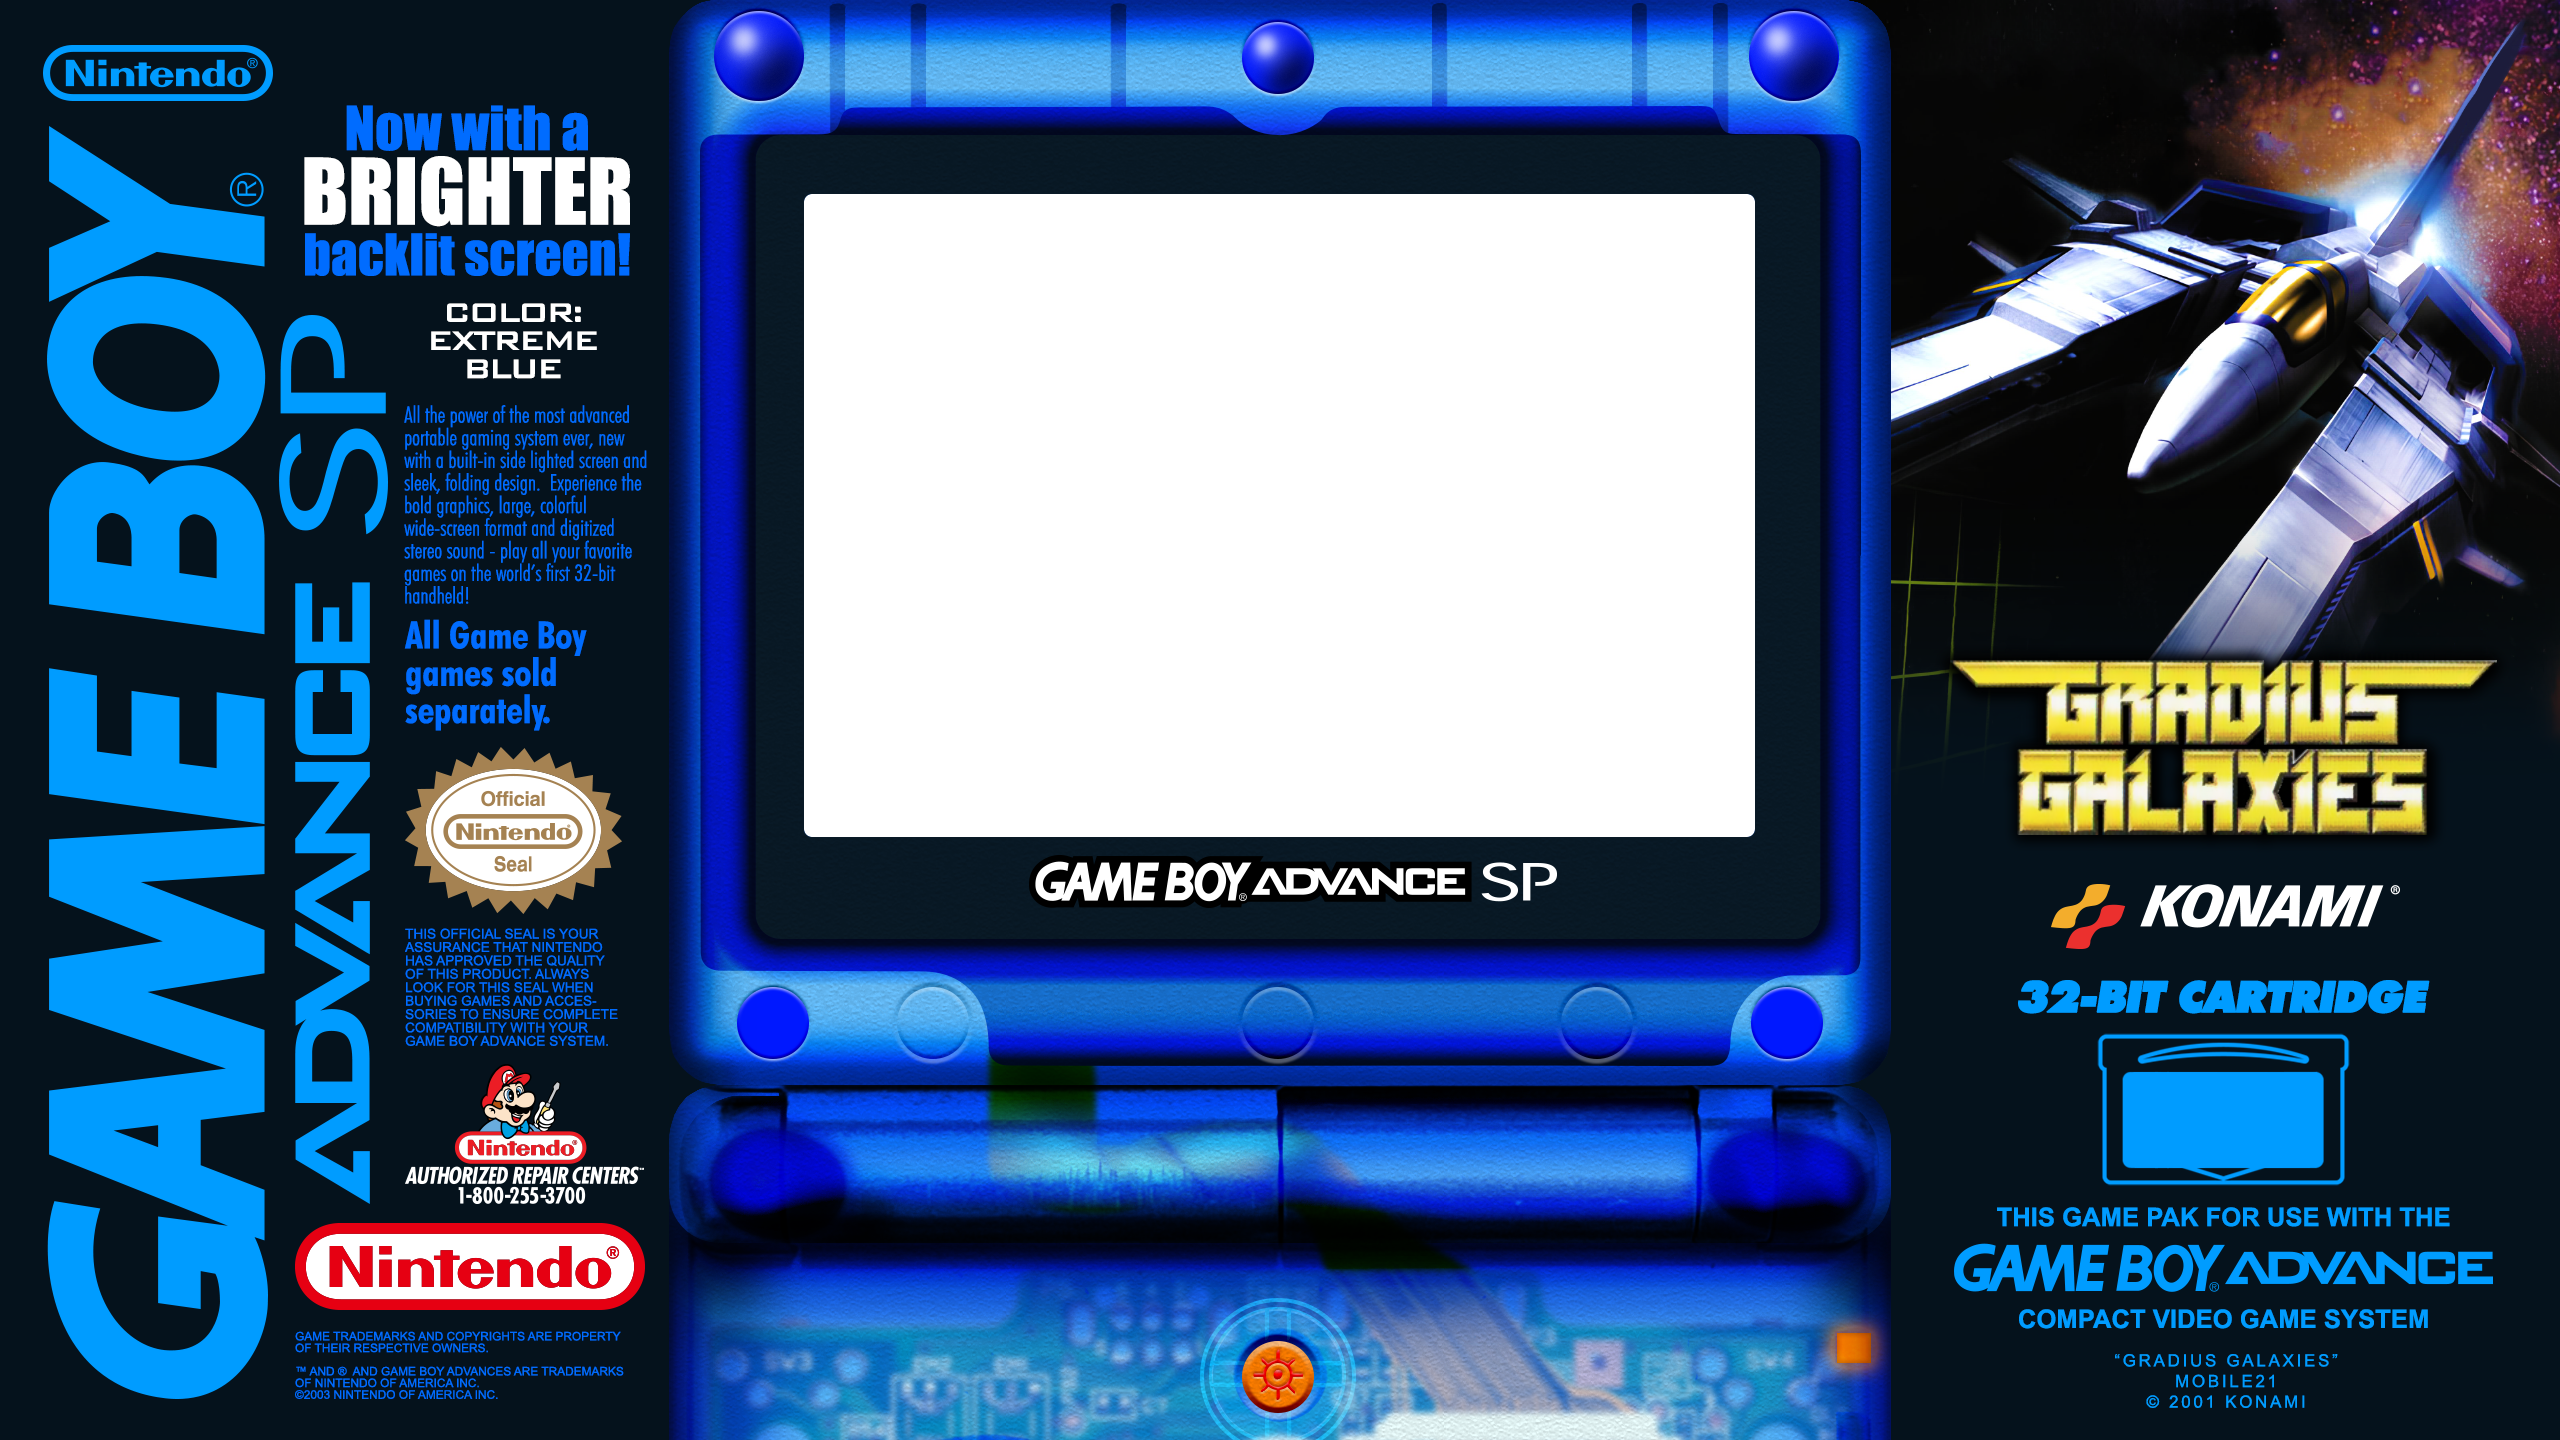 Nintendo®
GAME BOY®
ADVANCE SP
Now with a
BRIGHTER
backlit screen!
COLOR:
EXTREME
BLUE
All the power of the most advanced
portable gaming system ever, new
with a built-in side lighted screen and
sleek, folding design. Experience the
bold graphics, large, colorful
wide-screen format and digitized
stereo sound - play all your favorite
games on the world's first 32-bit
handheld!
All Game Boy
games sold
separately.
Official
Nintendo
Seal
THIS OFFICIAL SEAL IS YOUR
ASSURANCE THAT NINTENDO
HAS APPROVED THE QUALITY
OF THIS PRODUCT. ALWAYS
LOOK FOR THIS SEAL WHEN
BUYING GAMES AND ACCES-
SORIES TO ENSURE COMPLETE
COMPATIBILITY WITH YOUR
GAME BOY ADVANCE SYSTEM.
Nintendo®
AUTHORIZED REPAIR CENTERS™
1-800-255-3700
Nintendo®
GAME TRADEMARKS AND COPYRIGHTS ARE PROPERTY
OF THEIR RESPECTIVE OWNERS.
™ AND ® AND GAME BOY ADVANCES ARE TRADEMARKS
OF NINTENDO OF AMERICA INC.
©2003 NINTENDO OF AMERICA INC.
GAME BOY® ADVANCE SP
GRADIUS
GALAXIES
KONAMI®
32-BIT CARTRIDGE
THIS GAME PAK FOR USE WITH THE
GAME BOY® ADVANCE
COMPACT VIDEO GAME SYSTEM
“GRADIUS GALAXIES”
MOBILE21
© 2001 KONAMI